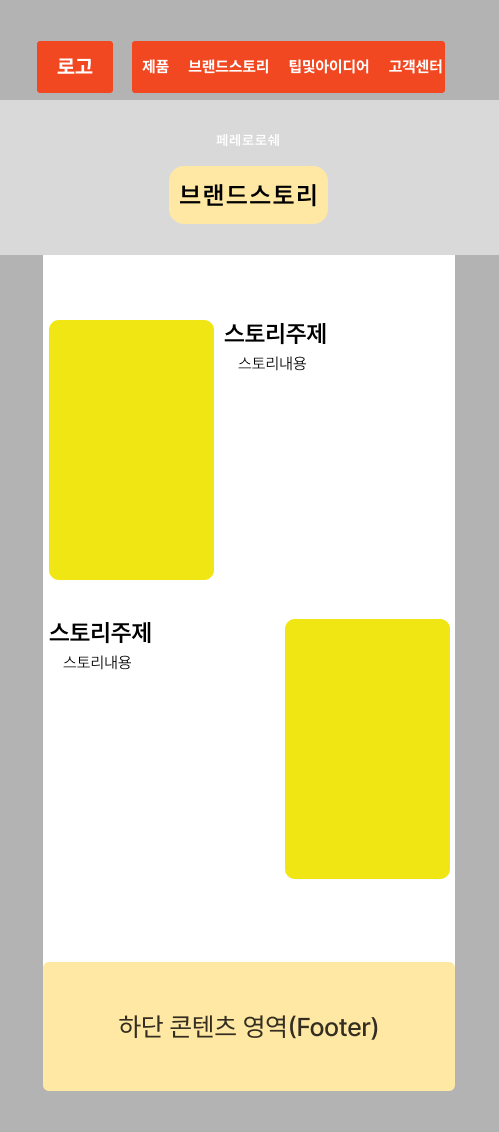 로고
제품 브랜드스토리 팁및아이디어 고객센터
페레로로쉐
브랜드스토리
스토리주제
스토리내용
스토리주제
스토리내용
하단 콘텐츠 영역(Footer)